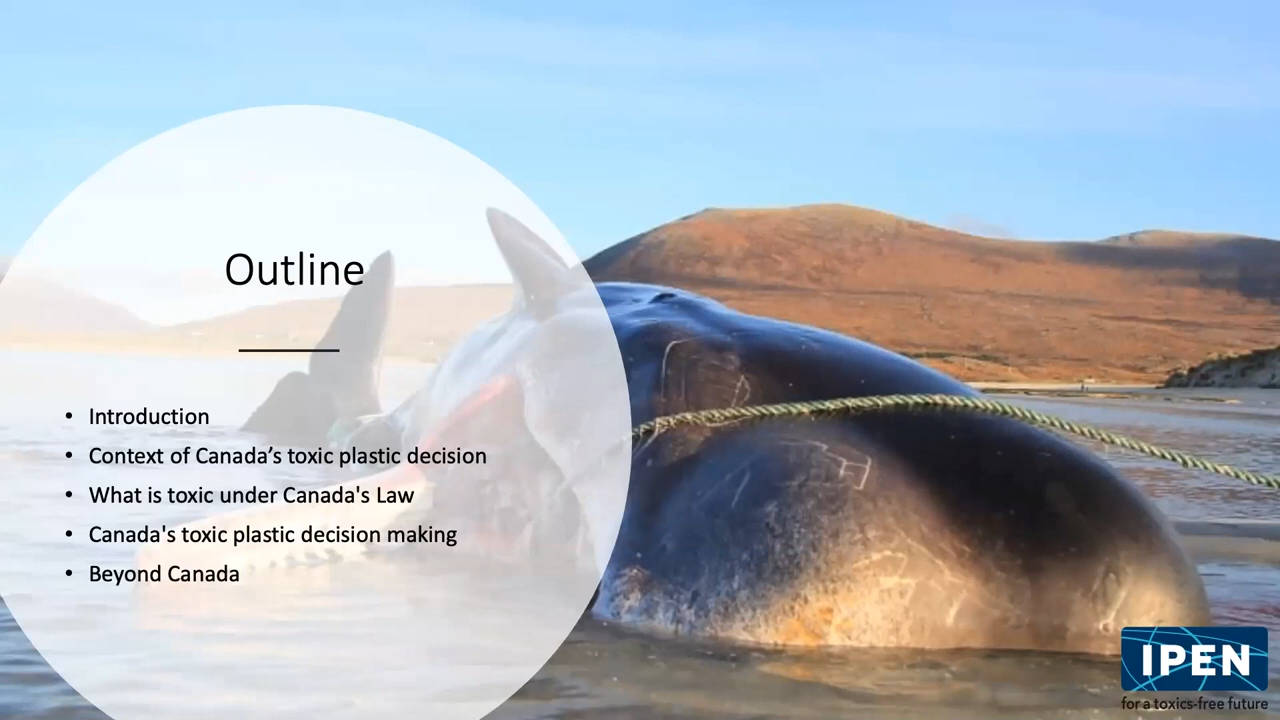 Outline
• Introduction
• Context of Canada’s toxic plastic decision
• What is toxic under Canada's Law
• Canada's toxic plastic decision making
• Beyond Canada
IPEN
for a toxics-free future